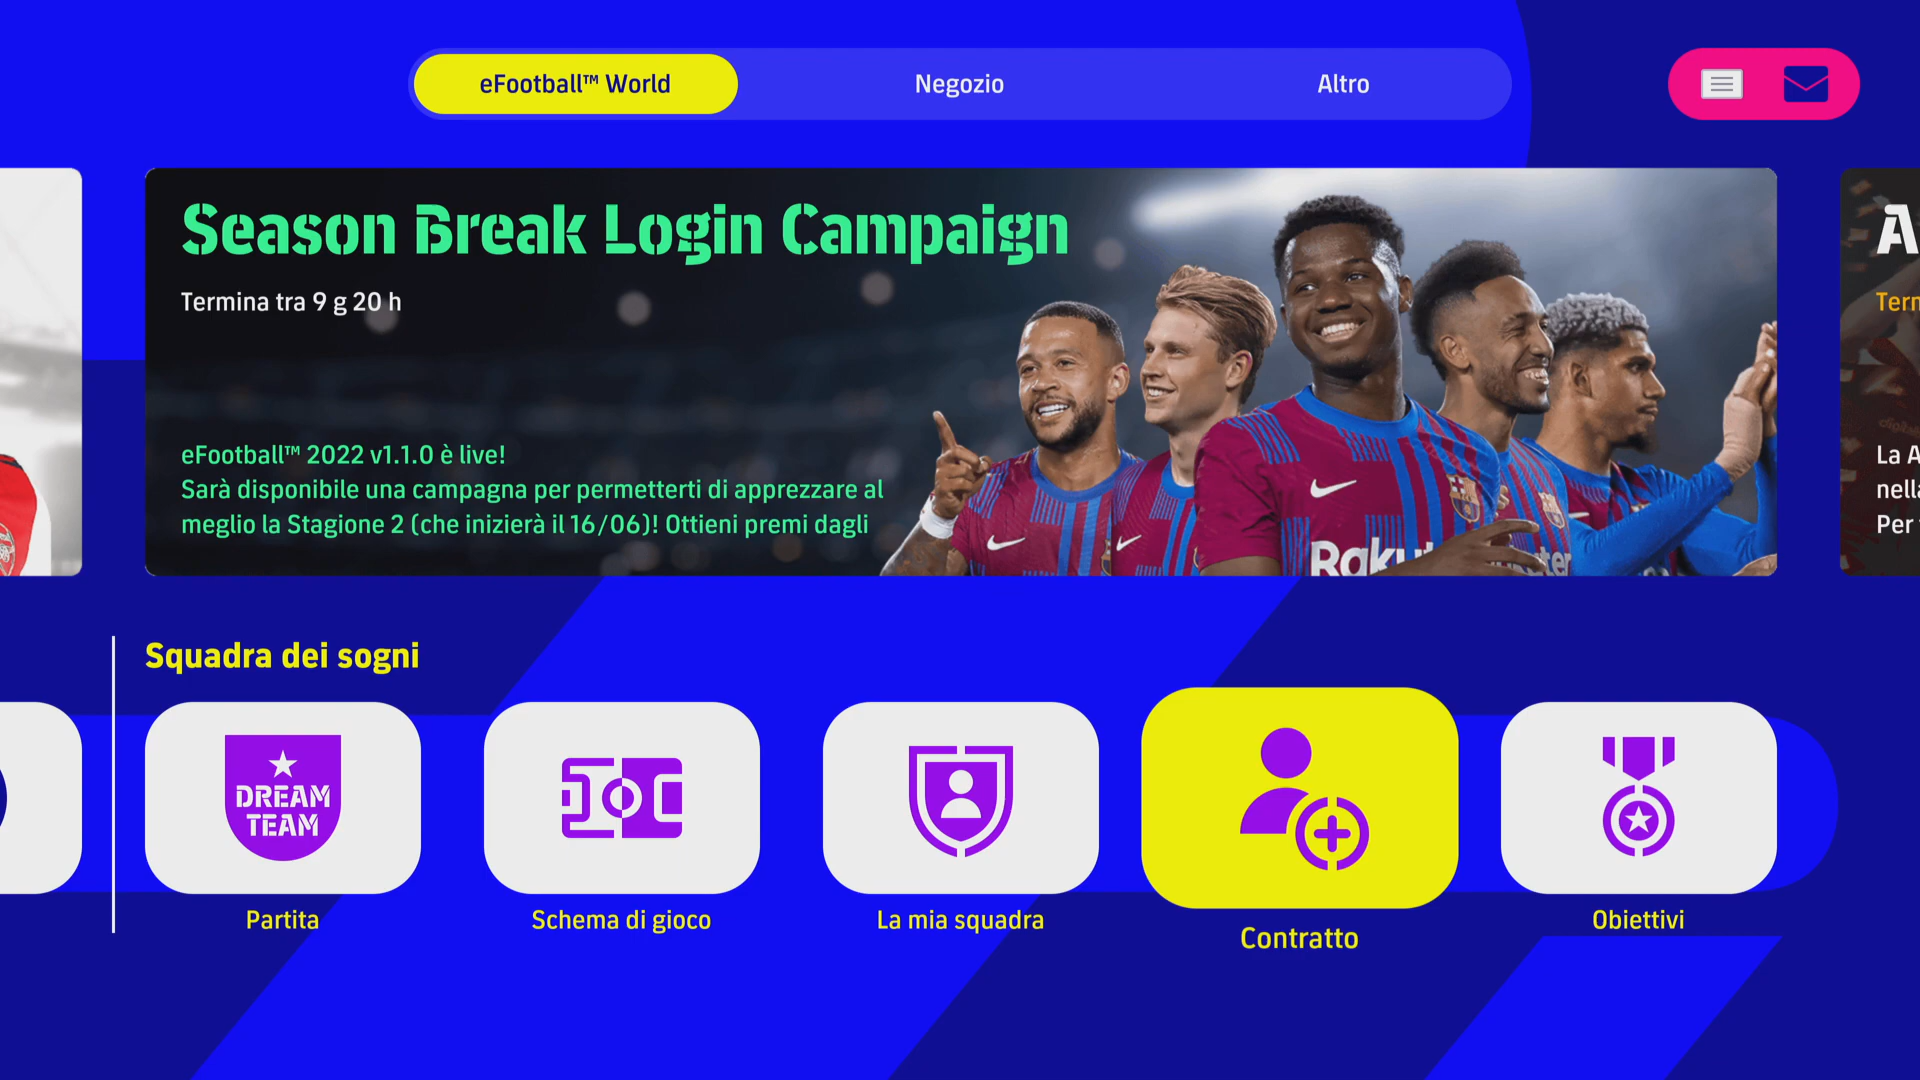 eFootball™ World
Negozio
Altro
Season Break Login Campaign
Termina tra 9 g 20 h
eFootball™ 2022 v1.1.0 è live!
Sarà disponibile una campagna per permetterti di apprezzare al
meglio la Stagione 2 (che inizierà il 16/06)! Ottieni premi dagli
A
La A
Per
Squadra dei sogni
DREAM
TEAM
Partita
Schema di gioco
La mia squadra
Contratto
Obiettivi